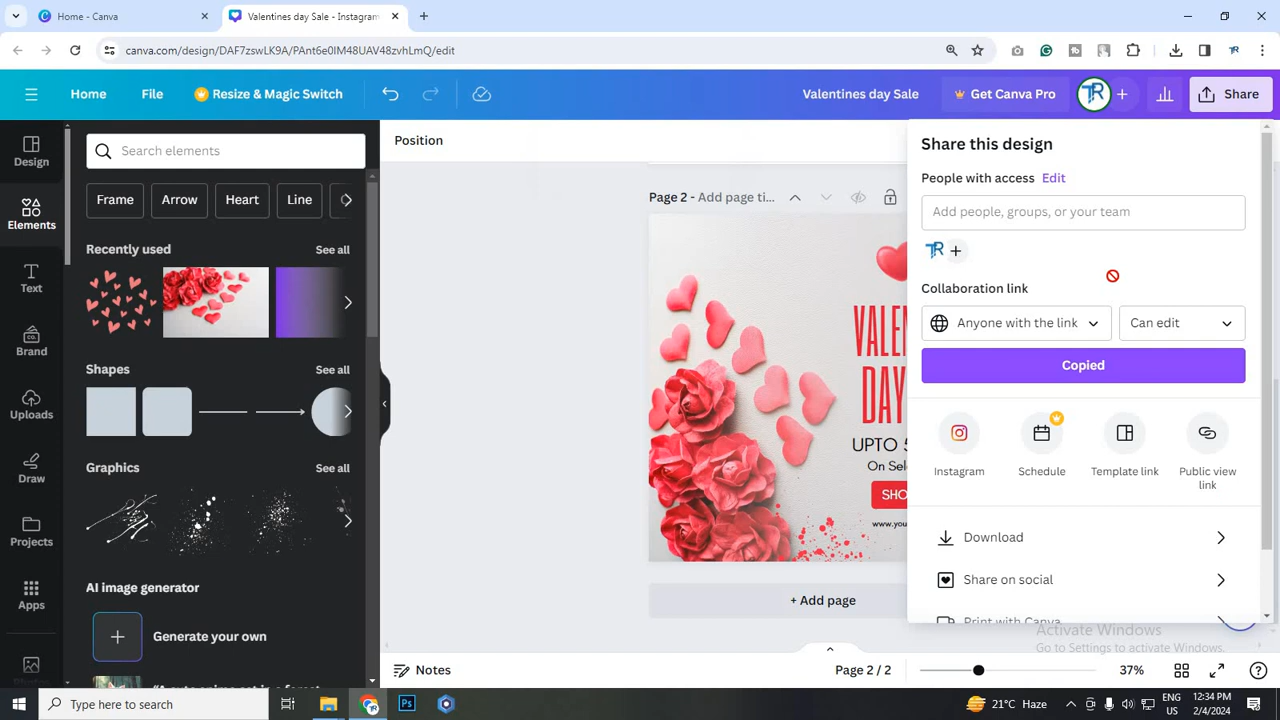 Home - Canva
Valentines day Sale - Instagram
canva.com/design/DAF7zswLK9A/PAnt6e0IM48UAV48zvhLmQ/edit
Home
File
Resize & Magic Switch
Valentines day Sale
Get Canva Pro
Share
Design
Elements
Text
Brand
Uploads
Draw
Projects
Apps
Search elements
Frame
Arrow
Heart
Line
Recently used
See all
Shapes
See all
Graphics
See all
AI image generator
Generate your own
Position
Page 2 - Add page ti...
VALEN
DAY
UPTO 5
On Sel
SHO
www.you
+ Add page
Share this design
People with access Edit
Add people, groups, or your team
TR
Collaboration link
Anyone with the link
Can edit
Copied
Instagram
Schedule
Template link
Public view
link
Download
Share on social
Print with Canva
Activate Windows
Go to Settings to activate Windows.
Notes
Page 2 / 2
37%
Type here to search
Ps
21°C Haze
ENG
US
12:34 PM
2/4/2024